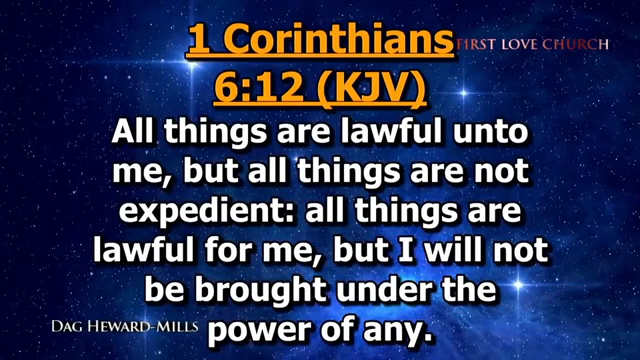 1 Corinthians
FIRST LOVE CHURCH
6:12 (KJV)
All things are lawful unto
me, but all things are not
expedient: all things are
lawful for me, but I will not
be brought under the
power of any.
DAG HEWARD-MILLS